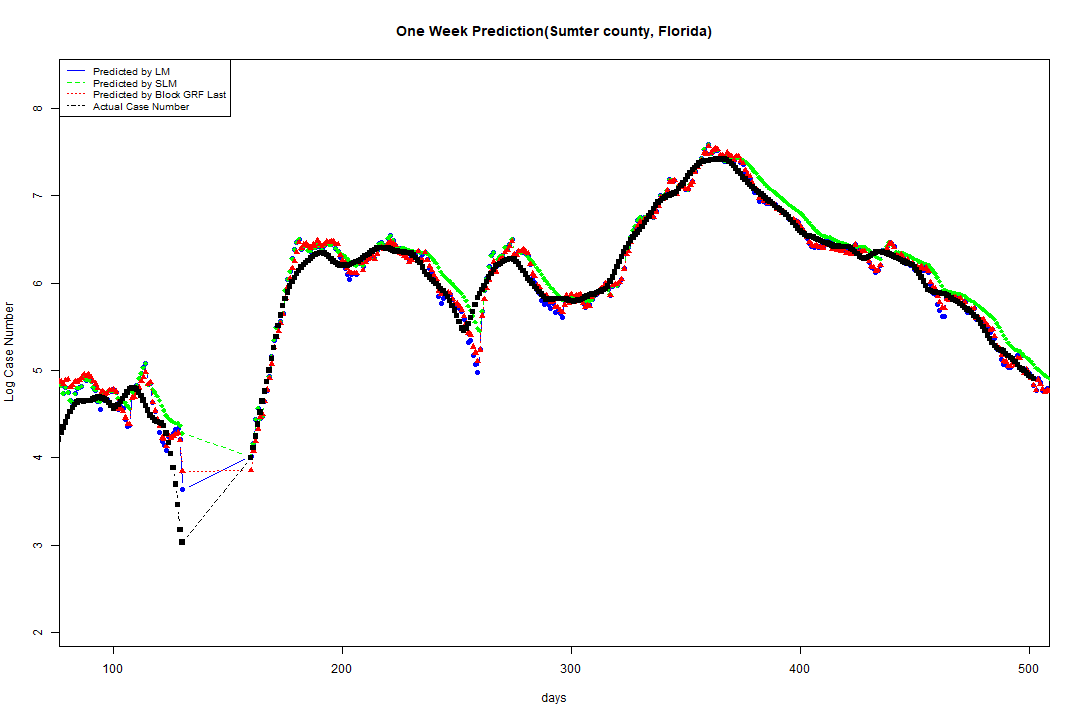 One Week Prediction(Sumter county, Florida)
Predicted by LM
Predicted by SLM
Predicted by Block GRF Last
Actual Case Number
8
7
6
5
4
3
2
Log Case Number
100 200 300 400 500
days